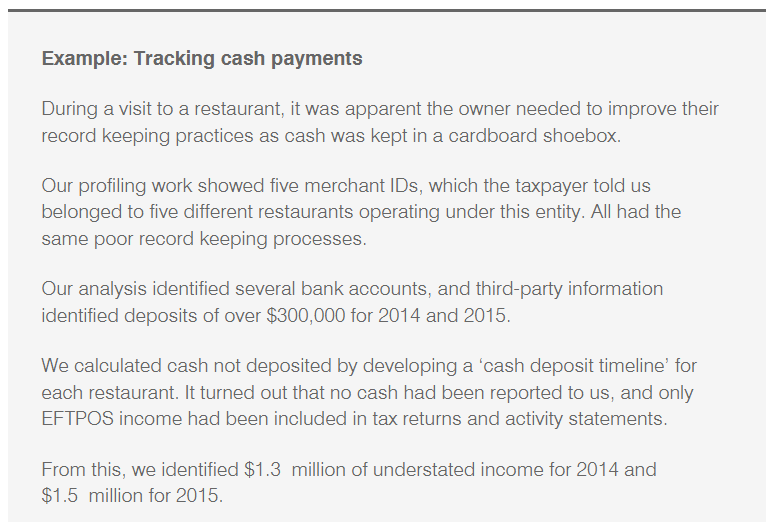 Example: Tracking cash payments
During a visit to a restaurant, it was apparent the owner needed to improve their
record keeping practices as cash was kept in a cardboard shoebox.
Our profiling work showed five merchant IDs, which the taxpayer told us
belonged to five different restaurants operating under this entity. All had the
same poor record keeping processes.
Our analysis identified several bank accounts, and third-party information
identified deposits of over $300,000 for 2014 and 2015.
We calculated cash not deposited by developing a ‘cash deposit timeline’ for
each restaurant. It turned out that no cash had been reported to us, and only
EFTPOS income had been included in tax returns and activity statements.
From this, we identified $1.3 million of understated income for 2014 and
$1.5 million for 2015.